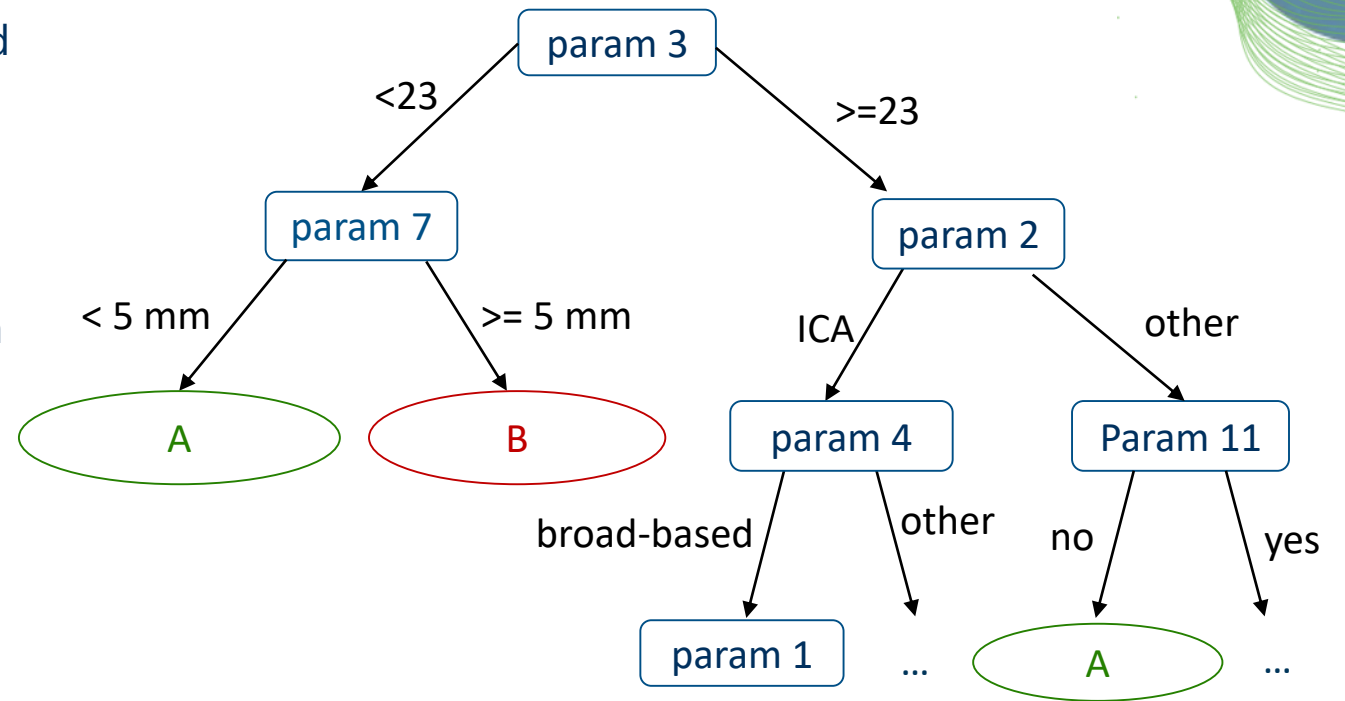 d
param 3
<23
>=23
param 7
param 2
< 5 mm
>= 5 mm
ICA
other
A
B
param 4
Param 11
broad-based
other
no
yes
param 1
...
A
...